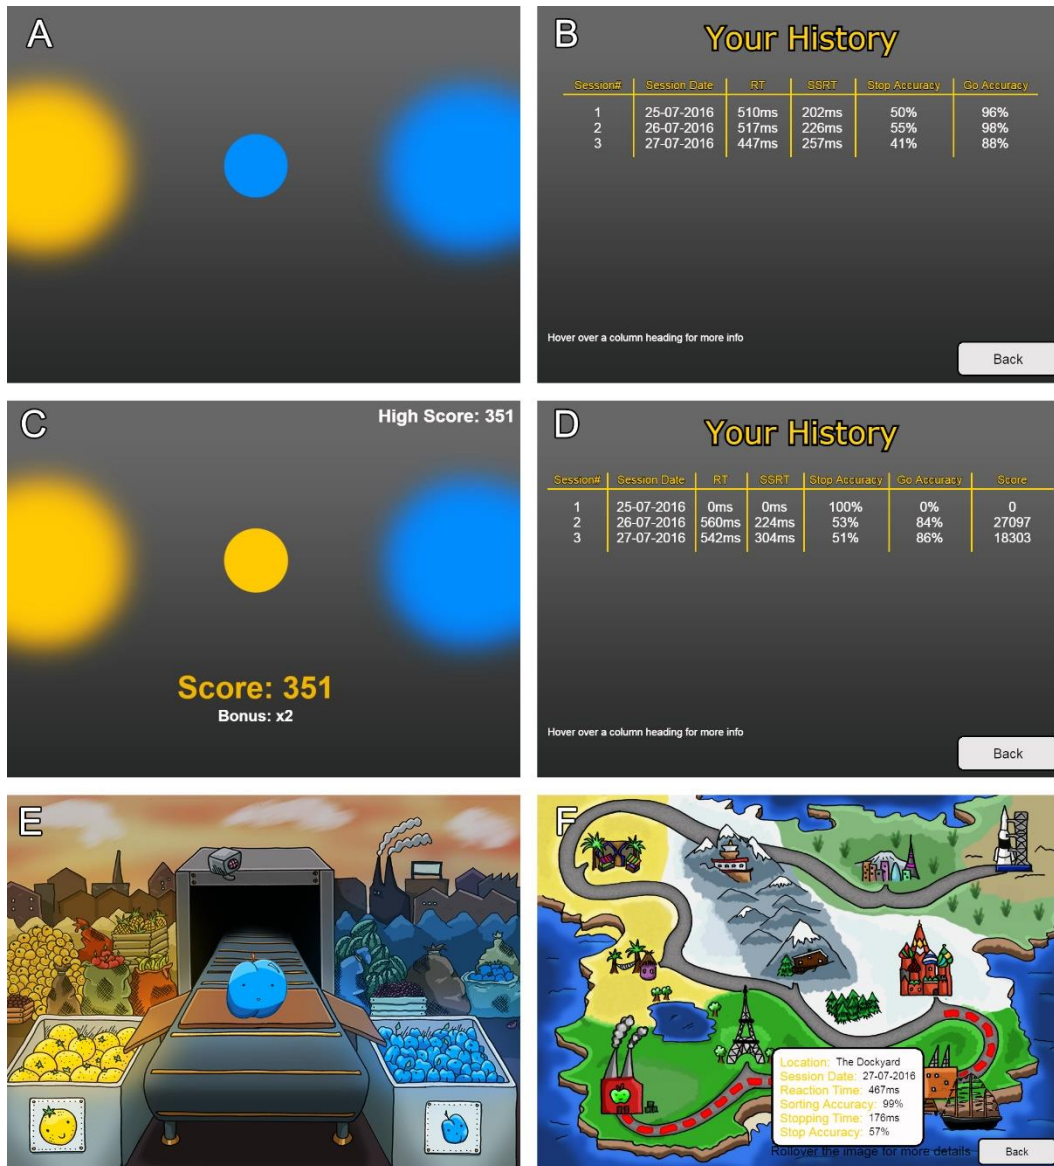 A
B
Your History
Session# Session Date RT SSRT Stop Accuracy Go Accuracy
1 25-07-2016 510ms 202ms 50% 96%
2 26-07-2016 517ms 226ms 55% 98%
3 27-07-2016 447ms 257ms 41% 88%
Hover over a column heading for more info
Back
C
High Score: 351
Score: 351
Bonus: x2
D
Your History
Session# Session Date RT SSRT Stop Accuracy Go Accuracy Score
1 25-07-2016 0ms 0ms 100% 0% 0
2 26-07-2016 560ms 224ms 53% 84% 27097
3 27-07-2016 542ms 304ms 51% 86% 18303
Hover over a column heading for more info
Back
E
F
Location: The Dockyard
Session Date: 27-07-2016
Reaction Time: 467ms
Sorting Accuracy: 99%
Stopping Time: 176ms
Stop Accuracy: 57%
Rollover the image for more details
Back